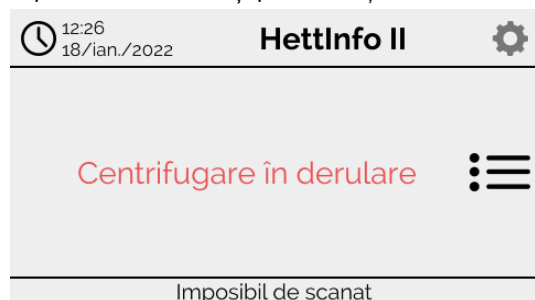 12:26
18/ian./2022
HettInfo II
Centrifugare în derulare
Imposibil de scanat